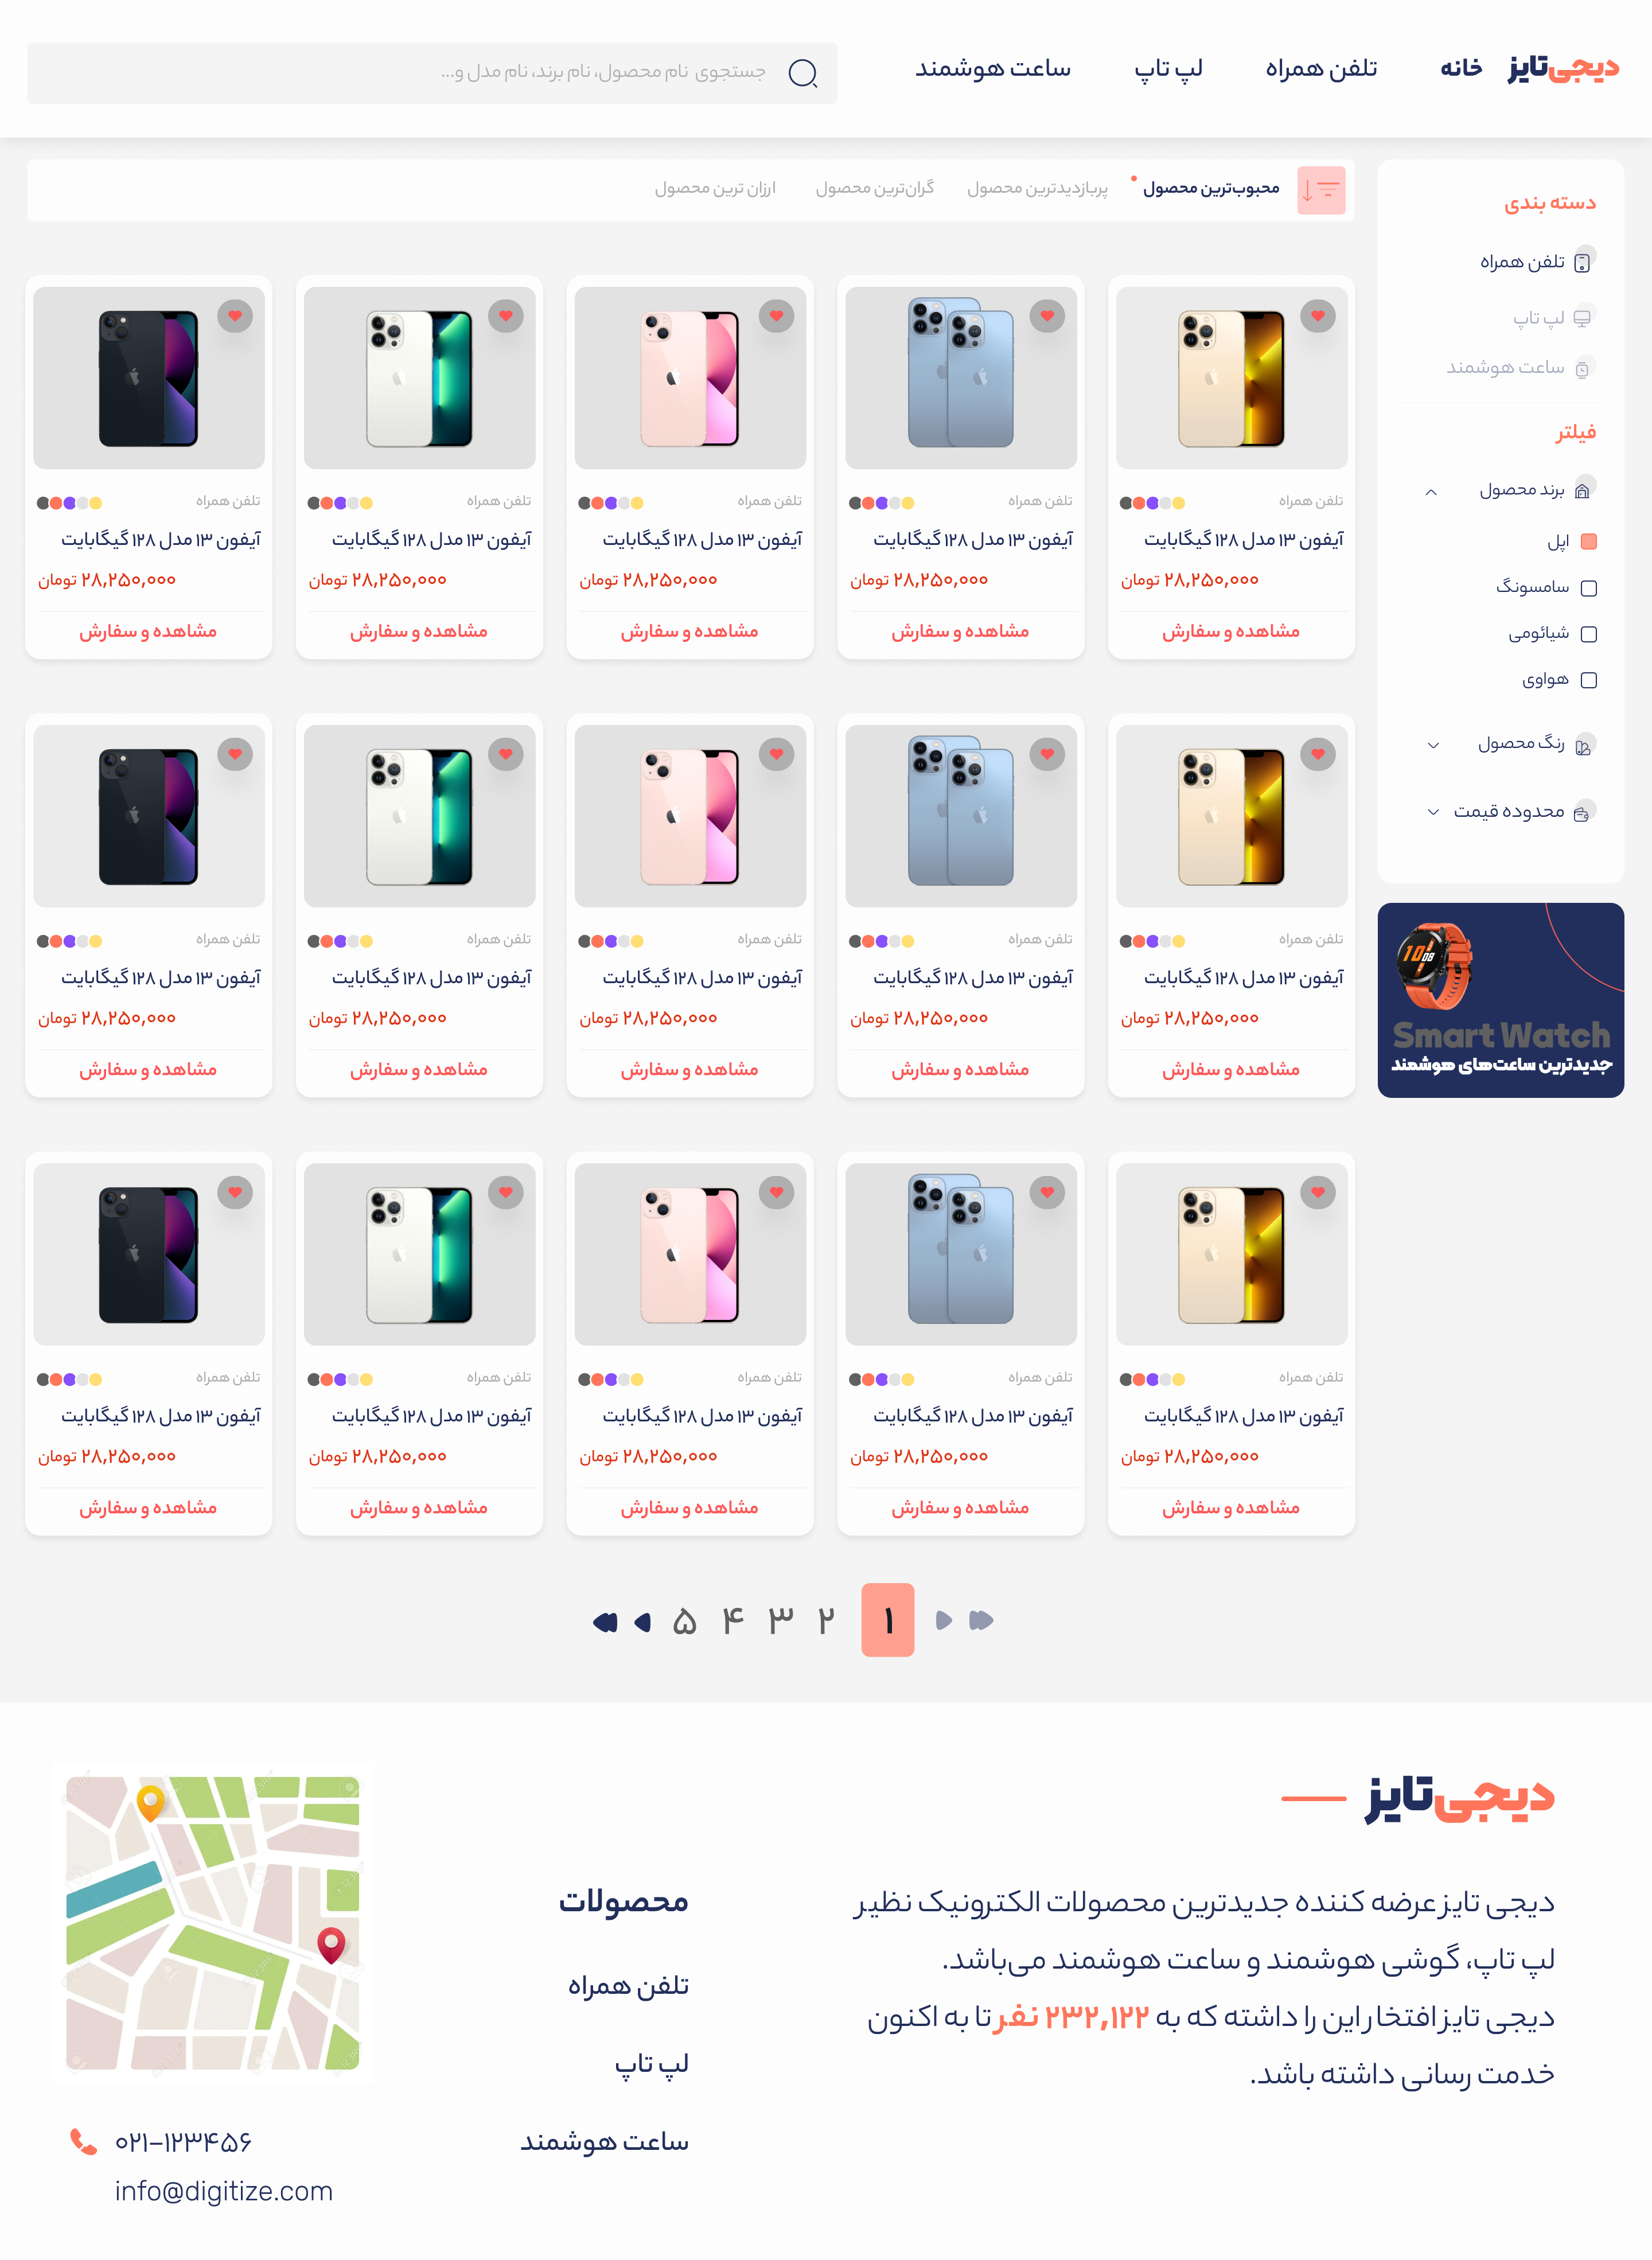 دیجی‌تایز
خانه
تلفن همراه
لپ تاپ
ساعت هوشمند
جستجوی نام محصول، نام برند، نام مدل و...
دسته بندی
تلفن همراه
لپ تاپ
ساعت هوشمند
فیلتر
برند محصول
اپل
سامسونگ
شیائومی
هواوی
رنگ محصول
محدوده قیمت
10 08
Smart Watch
جدیدترین ساعت‌های هوشمند
محبوب‌ترین محصول
پربازدیدترین محصول
گران‌ترین محصول
ارزان ترین محصول
تلفن همراه
آیفون ۱۳ مدل ۱۲۸ گیگابایت
۲۸,۲۵۰,۰۰۰ تومان
مشاهده و سفارش
تلفن همراه
آیفون ۱۳ مدل ۱۲۸ گیگابایت
۲۸,۲۵۰,۰۰۰ تومان
مشاهده و سفارش
تلفن همراه
آیفون ۱۳ مدل ۱۲۸ گیگابایت
۲۸,۲۵۰,۰۰۰ تومان
مشاهده و سفارش
تلفن همراه
آیفون ۱۳ مدل ۱۲۸ گیگابایت
۲۸,۲۵۰,۰۰۰ تومان
مشاهده و سفارش
تلفن همراه
آیفون ۱۳ مدل ۱۲۸ گیگابایت
۲۸,۲۵۰,۰۰۰ تومان
مشاهده و سفارش
تلفن همراه
آیفون ۱۳ مدل ۱۲۸ گیگابایت
۲۸,۲۵۰,۰۰۰ تومان
مشاهده و سفارش
تلفن همراه
آیفون ۱۳ مدل ۱۲۸ گیگابایت
۲۸,۲۵۰,۰۰۰ تومان
مشاهده و سفارش
تلفن همراه
آیفون ۱۳ مدل ۱۲۸ گیگابایت
۲۸,۲۵۰,۰۰۰ تومان
مشاهده و سفارش
تلفن همراه
آیفون ۱۳ مدل ۱۲۸ گیگابایت
۲۸,۲۵۰,۰۰۰ تومان
مشاهده و سفارش
تلفن همراه
آیفون ۱۳ مدل ۱۲۸ گیگابایت
۲۸,۲۵۰,۰۰۰ تومان
مشاهده و سفارش
تلفن همراه
آیفون ۱۳ مدل ۱۲۸ گیگابایت
۲۸,۲۵۰,۰۰۰ تومان
مشاهده و سفارش
تلفن همراه
آیفون ۱۳ مدل ۱۲۸ گیگابایت
۲۸,۲۵۰,۰۰۰ تومان
مشاهده و سفارش
تلفن همراه
آیفون ۱۳ مدل ۱۲۸ گیگابایت
۲۸,۲۵۰,۰۰۰ تومان
مشاهده و سفارش
تلفن همراه
آیفون ۱۳ مدل ۱۲۸ گیگابایت
۲۸,۲۵۰,۰۰۰ تومان
مشاهده و سفارش
تلفن همراه
آیفون ۱۳ مدل ۱۲۸ گیگابایت
۲۸,۲۵۰,۰۰۰ تومان
مشاهده و سفارش
۱ ۲ ۳ ۴ ۵
دیجی‌تایز
دیجی تایز عرضه کننده جدیدترین محصولات الکترونیک نظیر
لپ تاپ، گوشی هوشمند و ساعت هوشمند می‌باشد.
دیجی تایز افتخار این را داشته که به ۲۳۲,۱۲۲ نفر تا به اکنون
خدمت رسانی داشته باشد.
محصولات
تلفن همراه
لپ تاپ
ساعت هوشمند
۰۲۱-۱۲۳۴۵۶
info@digitize.com